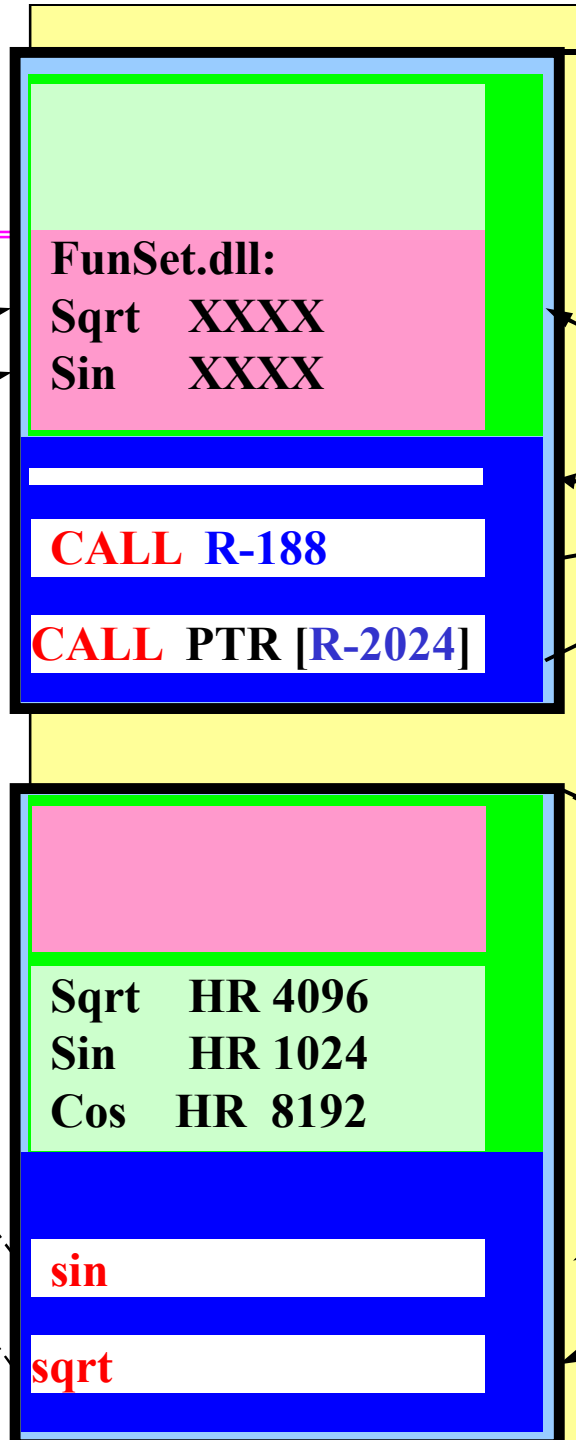 FunSet.dll:
Sqrt XXXX
Sin XXXX
CALL R-188
CALL PTR [R-2024]
Sqrt HR 4096
Sin HR 1024
Cos HR 8192
sin
sqrt